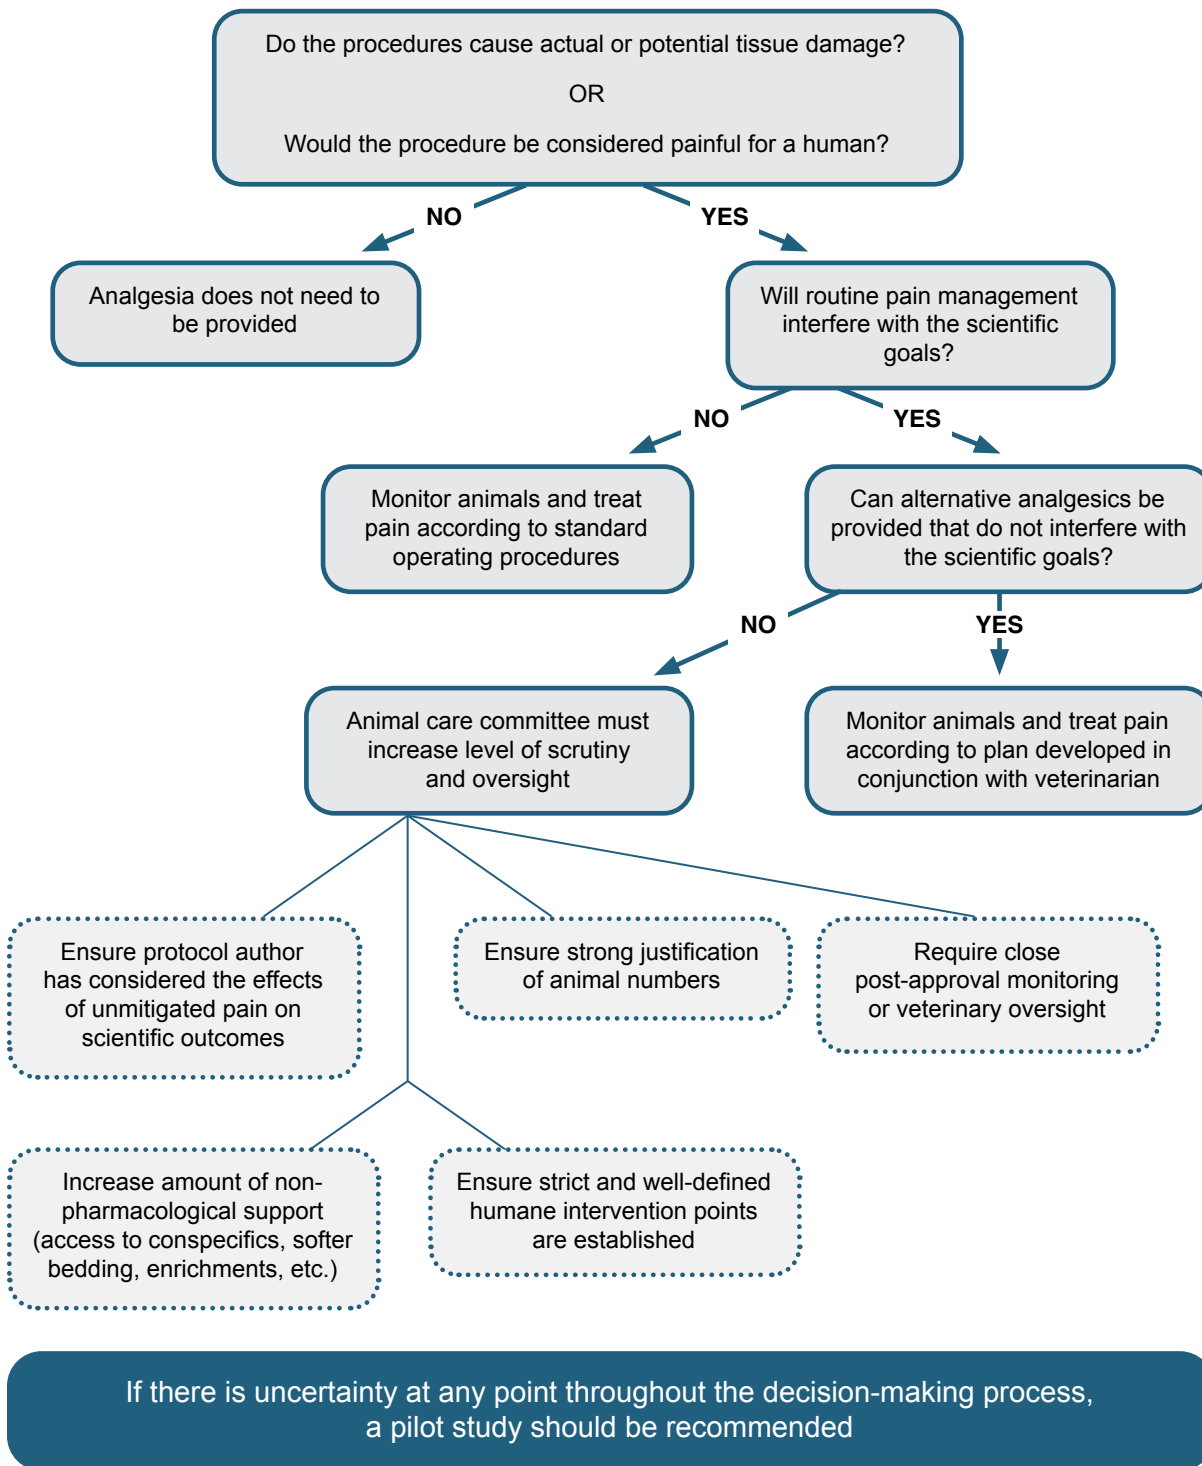 Do the procedures cause actual or potential tissue damage?
OR
Would the procedure be considered painful for a human?
NO
YES
Analgesia does not need to
be provided
Will routine pain management
interfere with the scientific
goals?
NO
YES
Monitor animals and treat
pain according to standard
operating procedures
Can alternative analgesics be
provided that do not interfere with
the scientific goals?
NO
YES
Animal care committee must
increase level of scrutiny
and oversight
Monitor animals and treat pain
according to plan developed in
conjunction with veterinarian
Ensure protocol author
has considered the effects
of unmitigated pain on
scientific outcomes
Ensure strong justification
of animal numbers
Require close
post-approval monitoring
or veterinary oversight
Increase amount of non-
pharmacological support
(access to conspecifics, softer
bedding, enrichments, etc.)
Ensure strict and well-defined
humane intervention points
are established
If there is uncertainty at any point throughout the decision-making process,
a pilot study should be recommended